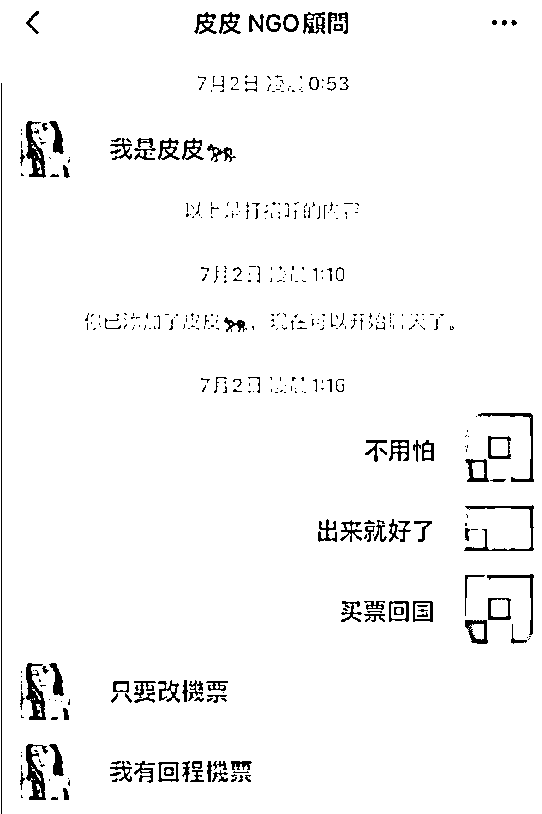 皮皮 NGO顧問
7月2日 凌晨0:53
我是皮皮🐆
以上是打招呼的内容
7月2日 凌晨1:10
你已添加了皮皮🐆，现在可以开始聊天了。
7月2日 凌晨1:16
不用怕
出来就好了
买票回国
只要改機票
我有回程機票